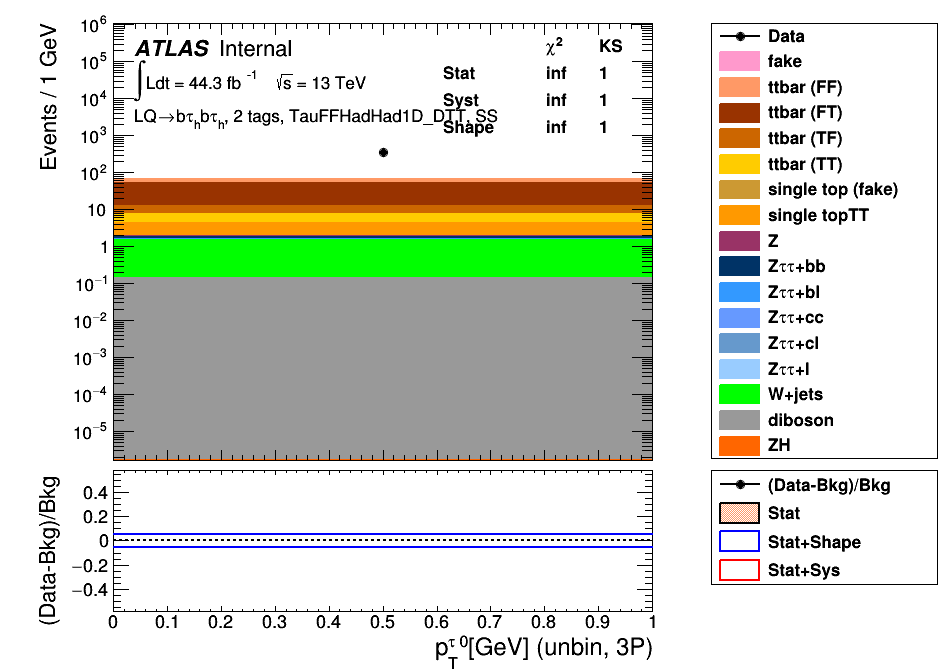 Events / 1 GeV
10⁶
10⁵
10⁴
10³
10²
10
1
10⁻¹
10⁻²
10⁻³
10⁻⁴
10⁻⁵
ATLAS Internal
∫Ldt = 44.3 fb⁻¹ √s = 13 TeV
LQ→bτₕbτₕ, 2 tags, TauFFHadHad1D_DTT, SS
χ² KS
Stat inf 1
Syst inf 1
Shape inf 1
Data
fake
ttbar (FF)
ttbar (FT)
ttbar (TF)
ttbar (TT)
single top (fake)
single topTT
Z
Zττ+bb
Zττ+bl
Zττ+cc
Zττ+cl
Zττ+l
W+jets
diboson
ZH
(Data-Bkg)/Bkg
0.4
0.2
0
−0.2
−0.4
0 0.1 0.2 0.3 0.4 0.5 0.6 0.7 0.8 0.9 1
p_T^{τ 0}[GeV] (unbin, 3P)
(Data-Bkg)/Bkg
Stat
Stat+Shape
Stat+Sys